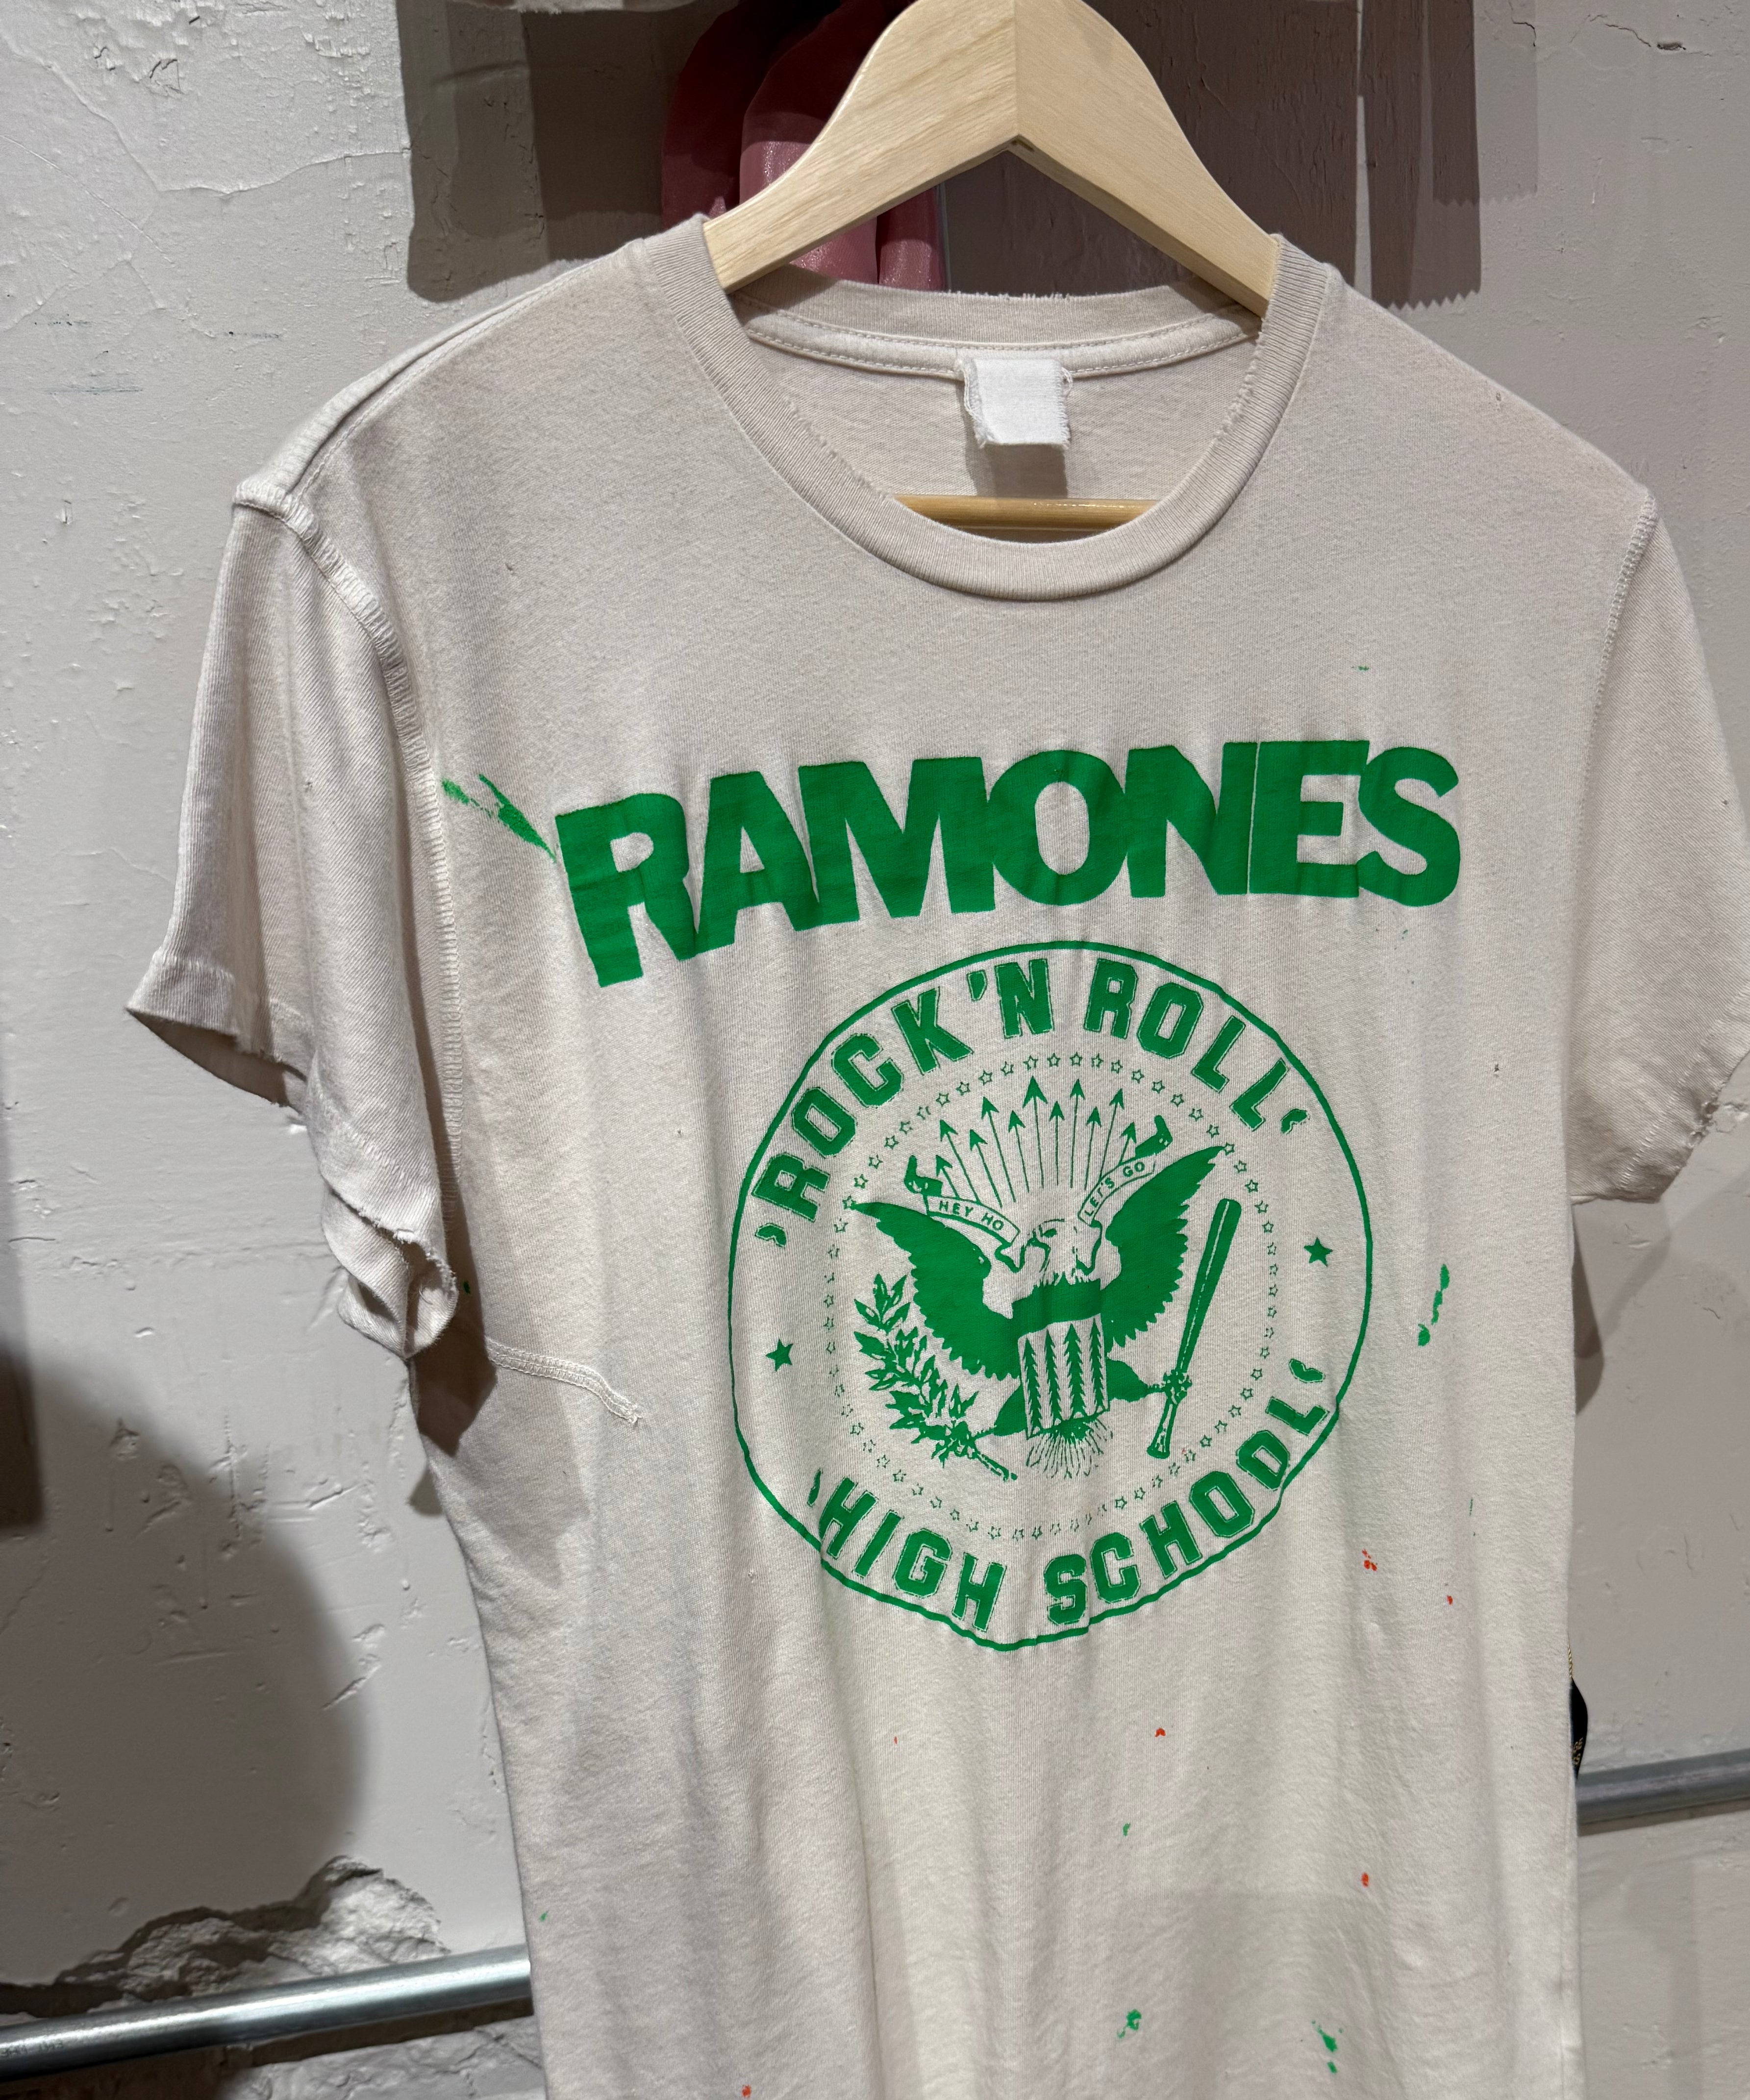 RAMONES
'ROCK 'N ROLL'
HEY HO
LET'S GO
'HIGH SCHOOL'